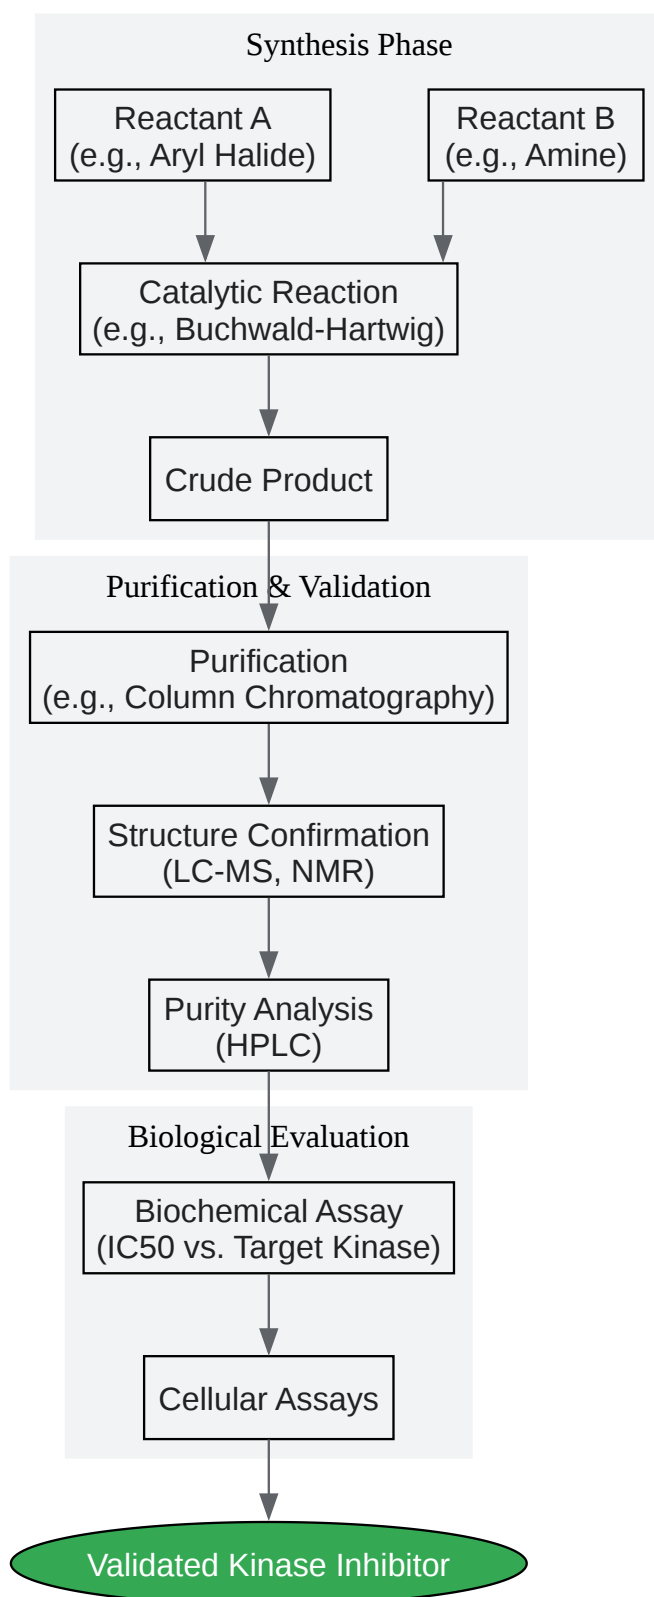 Synthesis Phase
Reactant A
(e.g., Aryl Halide)
Reactant B
(e.g., Amine)
Catalytic Reaction
(e.g., Buchwald-Hartwig)
Crude Product
Purification & Validation
Purification
(e.g., Column Chromatography)
Structure Confirmation
(LC-MS, NMR)
Purity Analysis
(HPLC)
Biological Evaluation
Biochemical Assay
(IC50 vs. Target Kinase)
Cellular Assays
Validated Kinase Inhibitor